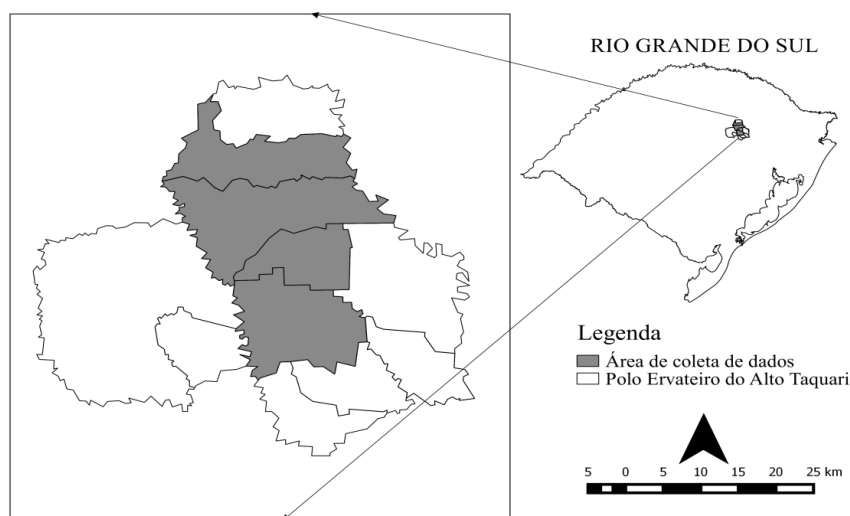 RIO GRANDE DO SUL
Legenda
Área de coleta de dados
Polo Ervateiro do Alto Taquari
5 0 5 10 15 20 25 km